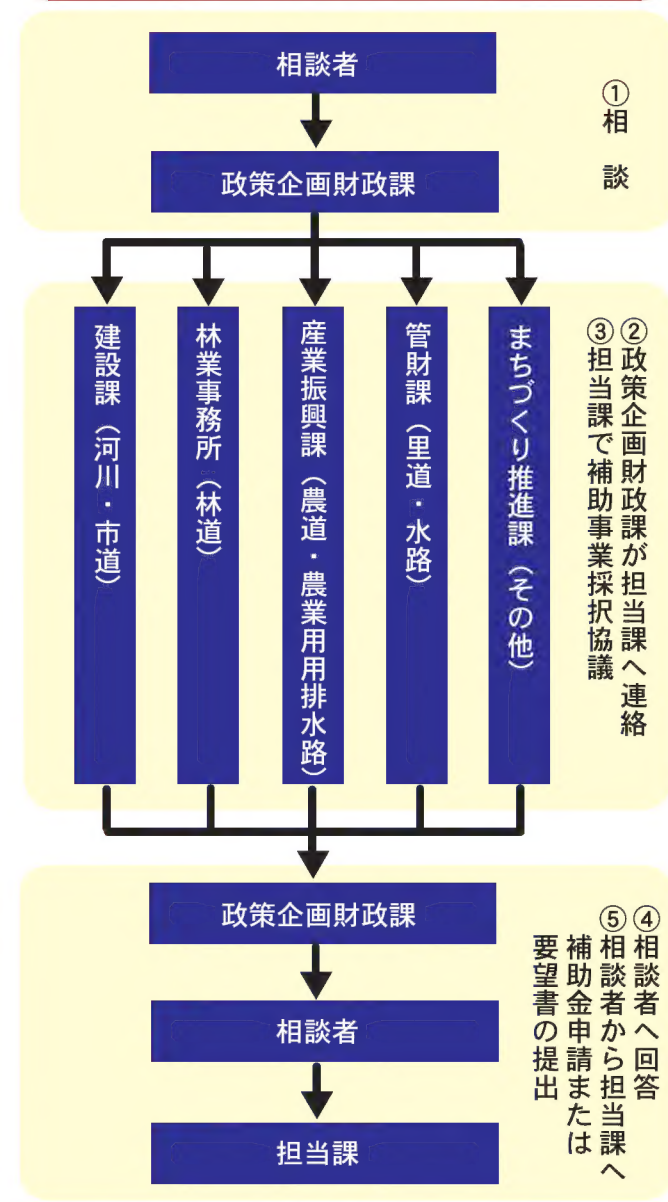 相談者
①相　談
政策企画財政課
②政策企画財政課が担当課へ連絡
③担当課で補助事業採択協議
建設課（河川・市道）
林業事務所（林道）
産業振興課（農道・農業用用排水路）
管財課（里道・水路）
まちづくり推進課（その他）
政策企画財政課
④相談者へ回答
⑤相談者から担当課へ
補助金申請または
要望書の提出
相談者
担当課